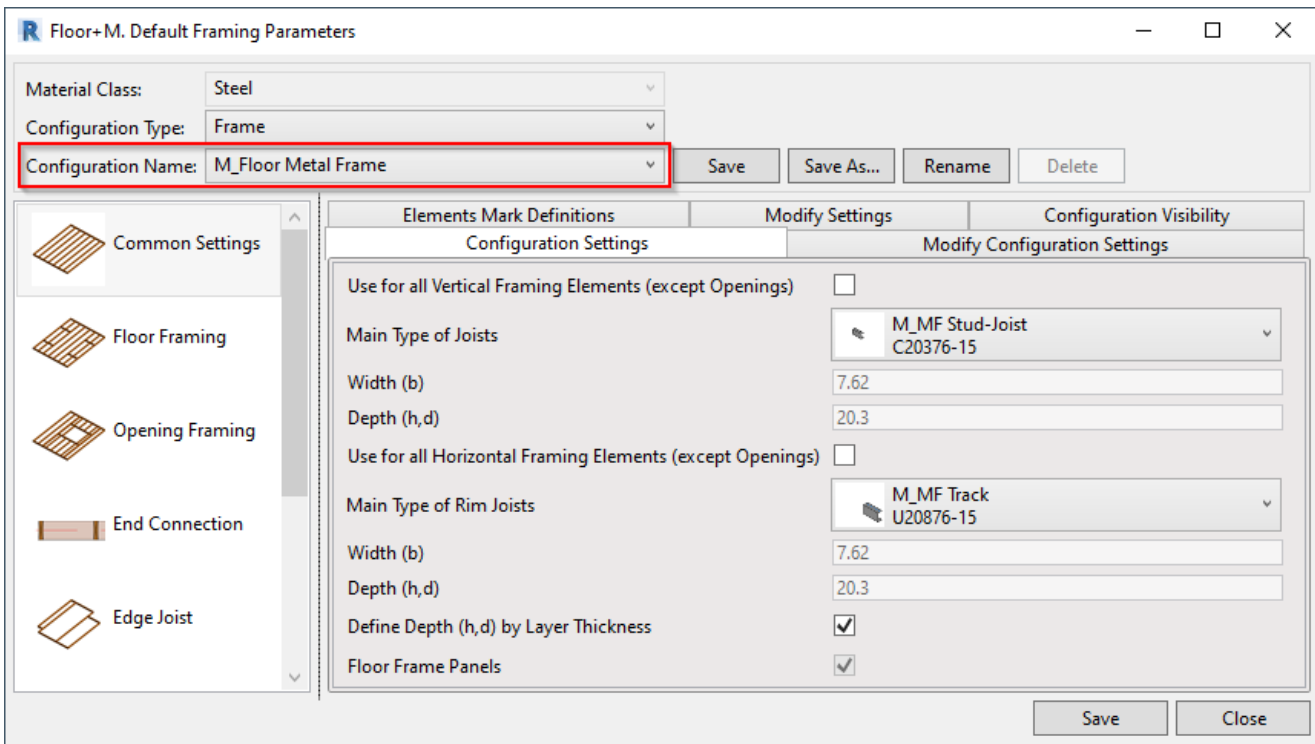 Floor+M. Default Framing Parameters
Material Class: Steel
Configuration Type: Frame
Configuration Name: M_Floor Metal Frame Save Save As... Rename Delete
Common Settings
Floor Framing
Opening Framing
End Connection
Edge Joist
Elements Mark Definitions Modify Settings Configuration Visibility
Configuration Settings Modify Configuration Settings
Use for all Vertical Framing Elements (except Openings)
Main Type of Joists M_MF Stud-Joist
C20376-15
Width (b) 7.62
Depth (h,d) 20.3
Use for all Horizontal Framing Elements (except Openings)
Main Type of Rim Joists M_MF Track
U20876-15
Width (b) 7.62
Depth (h,d) 20.3
Define Depth (h,d) by Layer Thickness
Floor Frame Panels
Save Close